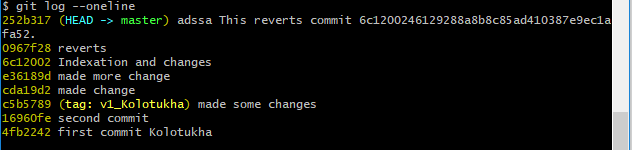 $ git log --oneline
252b317 (HEAD -> master) adssa This reverts commit 6c1200246129288a8b8c85ad410387e9ec1a
fa52.
0967f28 reverts
6c12002 Indexation and changes
e36189d made more change
cda19d2 made change
c5b5789 (tag: v1_Kolotukha) made some changes
16960fe second commit
4fb2242 first commit Kolotukha